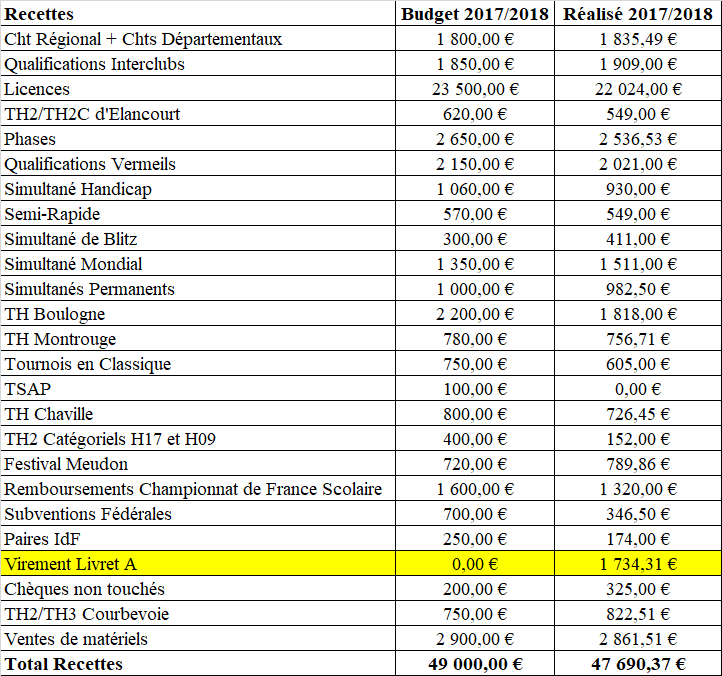 Recettes Budget 2017/2018 Réalisé 2017/2018
Cht Régional + Chts Départementaux 1 800,00 € 1 835,49 €
Qualifications Interclubs 1 850,00 € 1 909,00 €
Licences 23 500,00 € 22 024,00 €
TH2/TH2C d'Elancourt 620,00 € 549,00 €
Phases 2 650,00 € 2 536,53 €
Qualifications Vermeils 2 150,00 € 2 021,00 €
Simultané Handicap 1 060,00 € 930,00 €
Semi-Rapide 570,00 € 549,00 €
Simultané de Blitz 300,00 € 411,00 €
Simultané Mondial 1 350,00 € 1 511,00 €
Simultanés Permanents 1 000,00 € 982,50 €
TH Boulogne 2 200,00 € 1 818,00 €
TH Montrouge 780,00 € 756,71 €
Tournois en Classique 750,00 € 605,00 €
TSAP 100,00 € 0,00 €
TH Chaville 800,00 € 726,45 €
TH2 Catégoriels H17 et H09 400,00 € 152,00 €
Festival Meudon 720,00 € 789,86 €
Remboursements Championnat de France Scolaire 1 600,00 € 1 320,00 €
Subventions Fédérales 700,00 € 346,50 €
Paires IdF 250,00 € 174,00 €
Virement Livret A 0,00 € 1 734,31 €
Chèques non touchés 200,00 € 325,00 €
TH2/TH3 Courbevoie 750,00 € 822,51 €
Ventes de matériels 2 900,00 € 2 861,51 €
Total Recettes 49 000,00 € 47 690,37 €